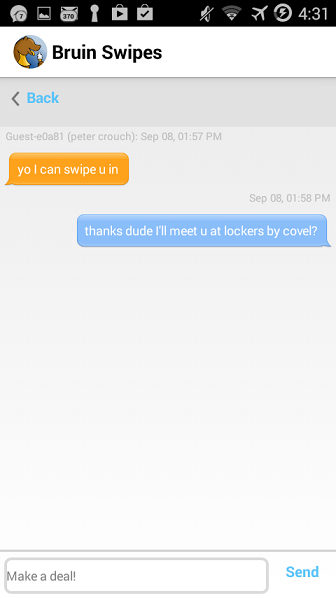 7
370
4:31
Bruin Swipes
Back
Guest-e0a81 (peter crouch): Sep 08, 01:57 PM
yo I can swipe u in
Sep 08, 01:58 PM
thanks dude I'll meet u at lockers by covel?
Make a deal!
Send